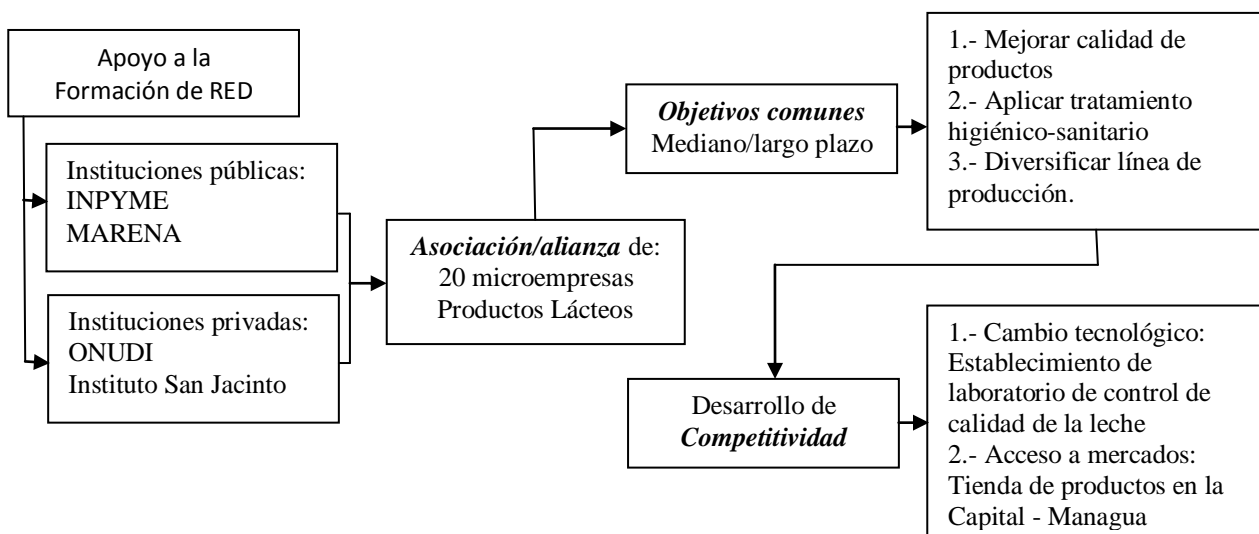 Apoyo a la
Formación de RED
Instituciones públicas:
INPYME
MARENA
Instituciones privadas:
ONUDI
Instituto San Jacinto
Asociación/alianza de:
20 microempresas
Productos Lácteos
Objetivos comunes
Mediano/largo plazo
1.- Mejorar calidad de
productos
2.- Aplicar tratamiento
higiénico-sanitario
3.- Diversificar línea de
producción.
Desarrollo de
Competitividad
1.- Cambio tecnológico:
Establecimiento de
laboratorio de control de
calidad de la leche
2.- Acceso a mercados:
Tienda de productos en la
Capital - Managua